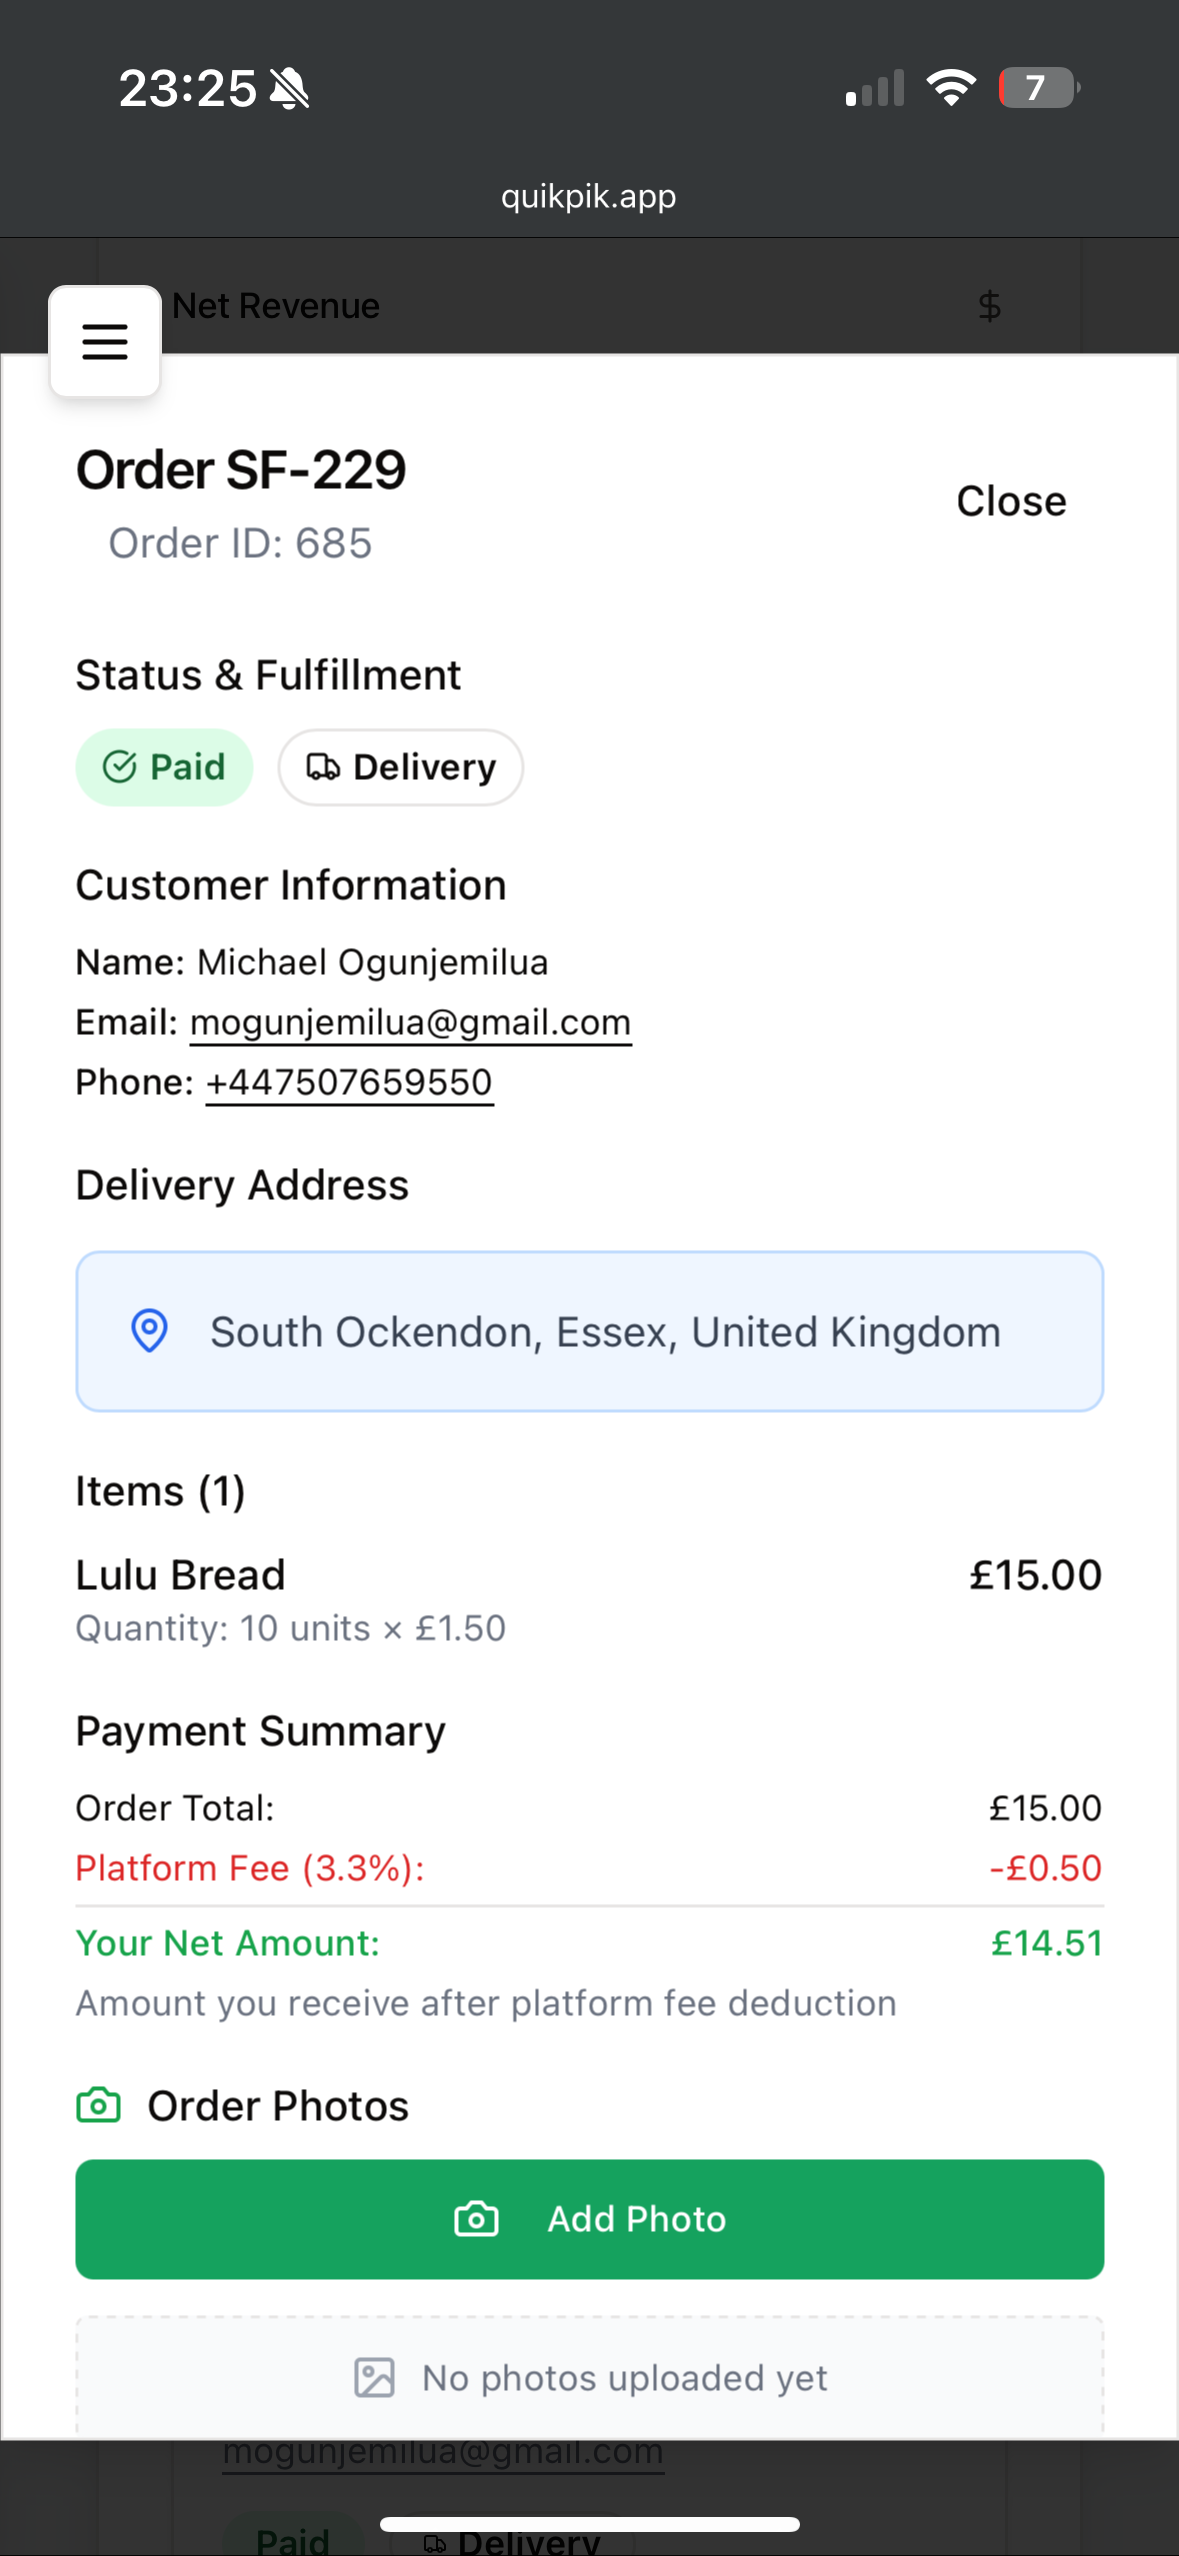 23:25
7
quikpik.app
Net Revenue $
Order SF-229
Close
Order ID: 685
Status & Fulfillment
Paid
Delivery
Customer Information
Name: Michael Ogunjemilua
Email: mogunjemilua@gmail.com
Phone: +447507659550
Delivery Address
South Ockendon, Essex, United Kingdom
Items (1)
Lulu Bread £15.00
Quantity: 10 units × £1.50
Payment Summary
Order Total: £15.00
Platform Fee (3.3%): -£0.50
Your Net Amount: £14.51
Amount you receive after platform fee deduction
Order Photos
Add Photo
No photos uploaded yet
mogunjemilua@gmail.com
Paid Delivery